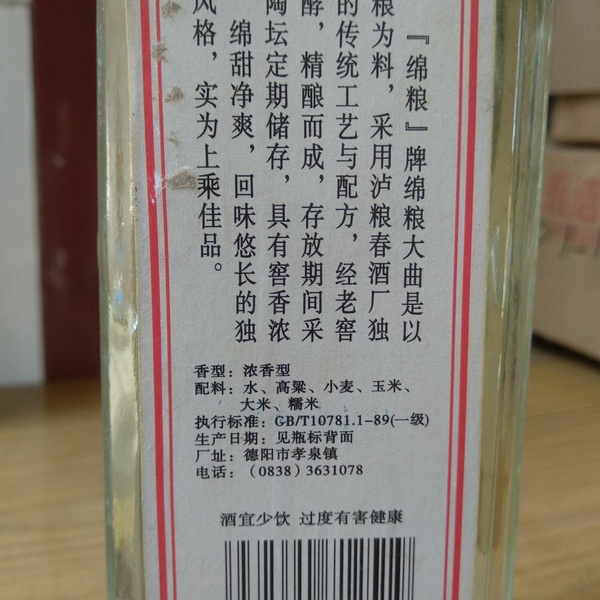 『绵粮』牌绵粮大曲是以
粮为料，采用泸粮春酒厂独
的传统工艺与配方，经老窖
酵，精酿而成，存放期间采
陶坛定期储存，具有窖香浓
绵甜净爽，回味悠长的独
风格，实为上乘佳品。
香型：浓香型
配料：水、高粱、小麦、玉米、
大米、糯米
执行标准：GB/T10781.1-89(一级)
生产日期：见瓶标背面
厂址：德阳市孝泉镇
电话：（0838）3631078
酒宜少饮 过度有害健康